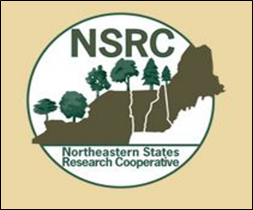 NSRC
Northeastern States
Research Cooperative